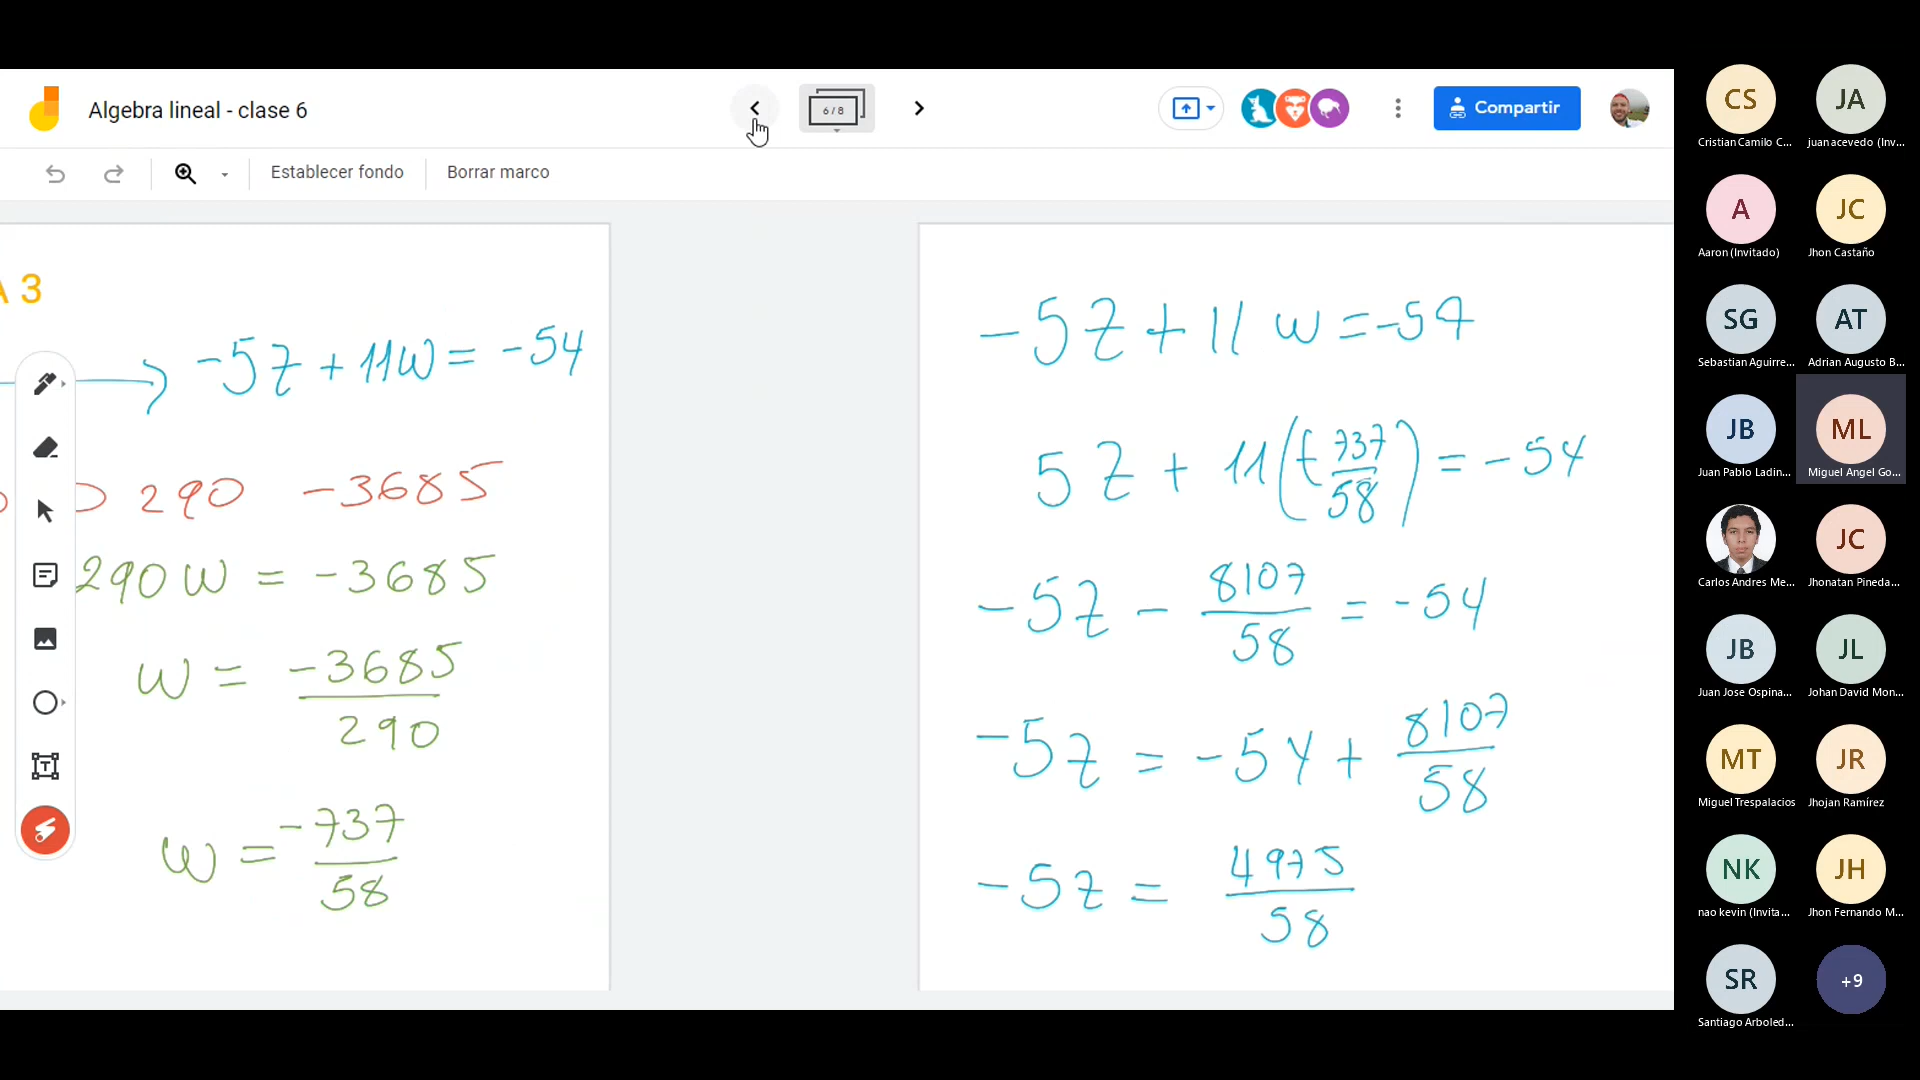 Algebra lineal - clase 6
6 / 8
Compartir
Establecer fondo
Borrar marco
A 3
-5z + 11w = -54
0 290 -3685
290w = -3685
w = -3685
290
w = -737
58
-5z + 11 w = -54
5z + 11(-737/58) = -54
-5z - 8107/58 = -54
-5z = -54 + 8107/58
-5z = 4975/58
CS
Cristian Camilo C...
JA
juan acevedo (Inv...
A
Aaron (Invitado)
JC
Jhon Castaño
SG
Sebastian Aguirre...
AT
Adrian Augusto B...
JB
Juan Pablo Ladin...
ML
Miguel Angel Go...
Carlos Andres Me...
JC
Jhonatan Pineda...
JB
Juan Jose Ospina...
JL
Johan David Mon...
MT
Miguel Trespalacios
JR
Jhojan Ramírez
NK
nao kevin (Invita...
JH
Jhon Fernando M...
SR
Santiago Arboled...
+9